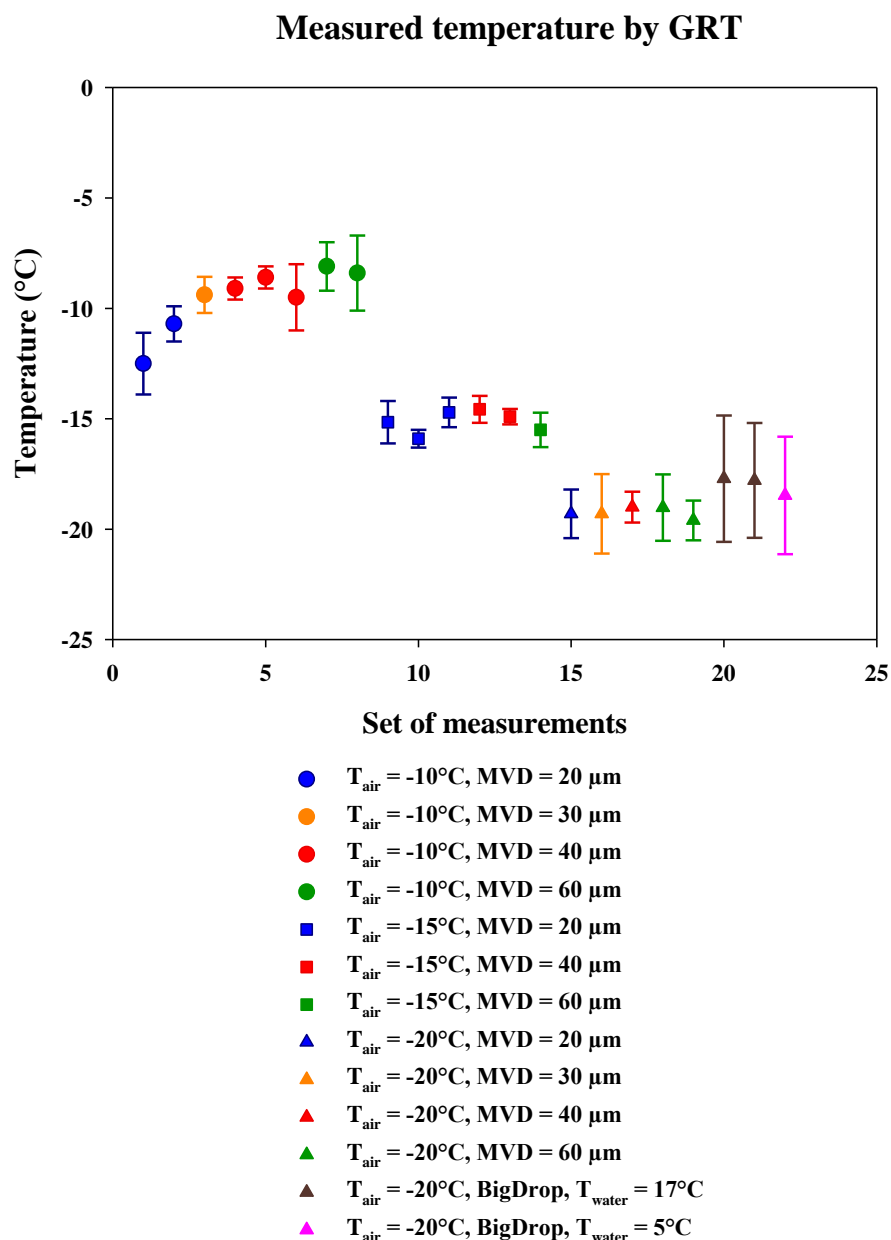 Measured temperature by GRT
0
-5
-10
-15
-20
-25
Temperature (°C)
0 5 10 15 20 25
Set of measurements
Tair = -10°C, MVD = 20 µm
Tair = -10°C, MVD = 30 µm
Tair = -10°C, MVD = 40 µm
Tair = -10°C, MVD = 60 µm
Tair = -15°C, MVD = 20 µm
Tair = -15°C, MVD = 40 µm
Tair = -15°C, MVD = 60 µm
Tair = -20°C, MVD = 20 µm
Tair = -20°C, MVD = 30 µm
Tair = -20°C, MVD = 40 µm
Tair = -20°C, MVD = 60 µm
Tair = -20°C, BigDrop, Twater = 17°C
Tair = -20°C, BigDrop, Twater = 5°C